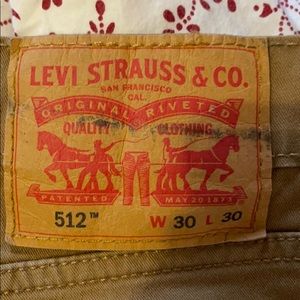 LEVI STRAUSS & CO.
SAN FRANCISCO
CAL.
ORIGINAL RIVETED
QUALITY CLOTHING
PATENTED MAY 20 1873
512™ W 30 L 30